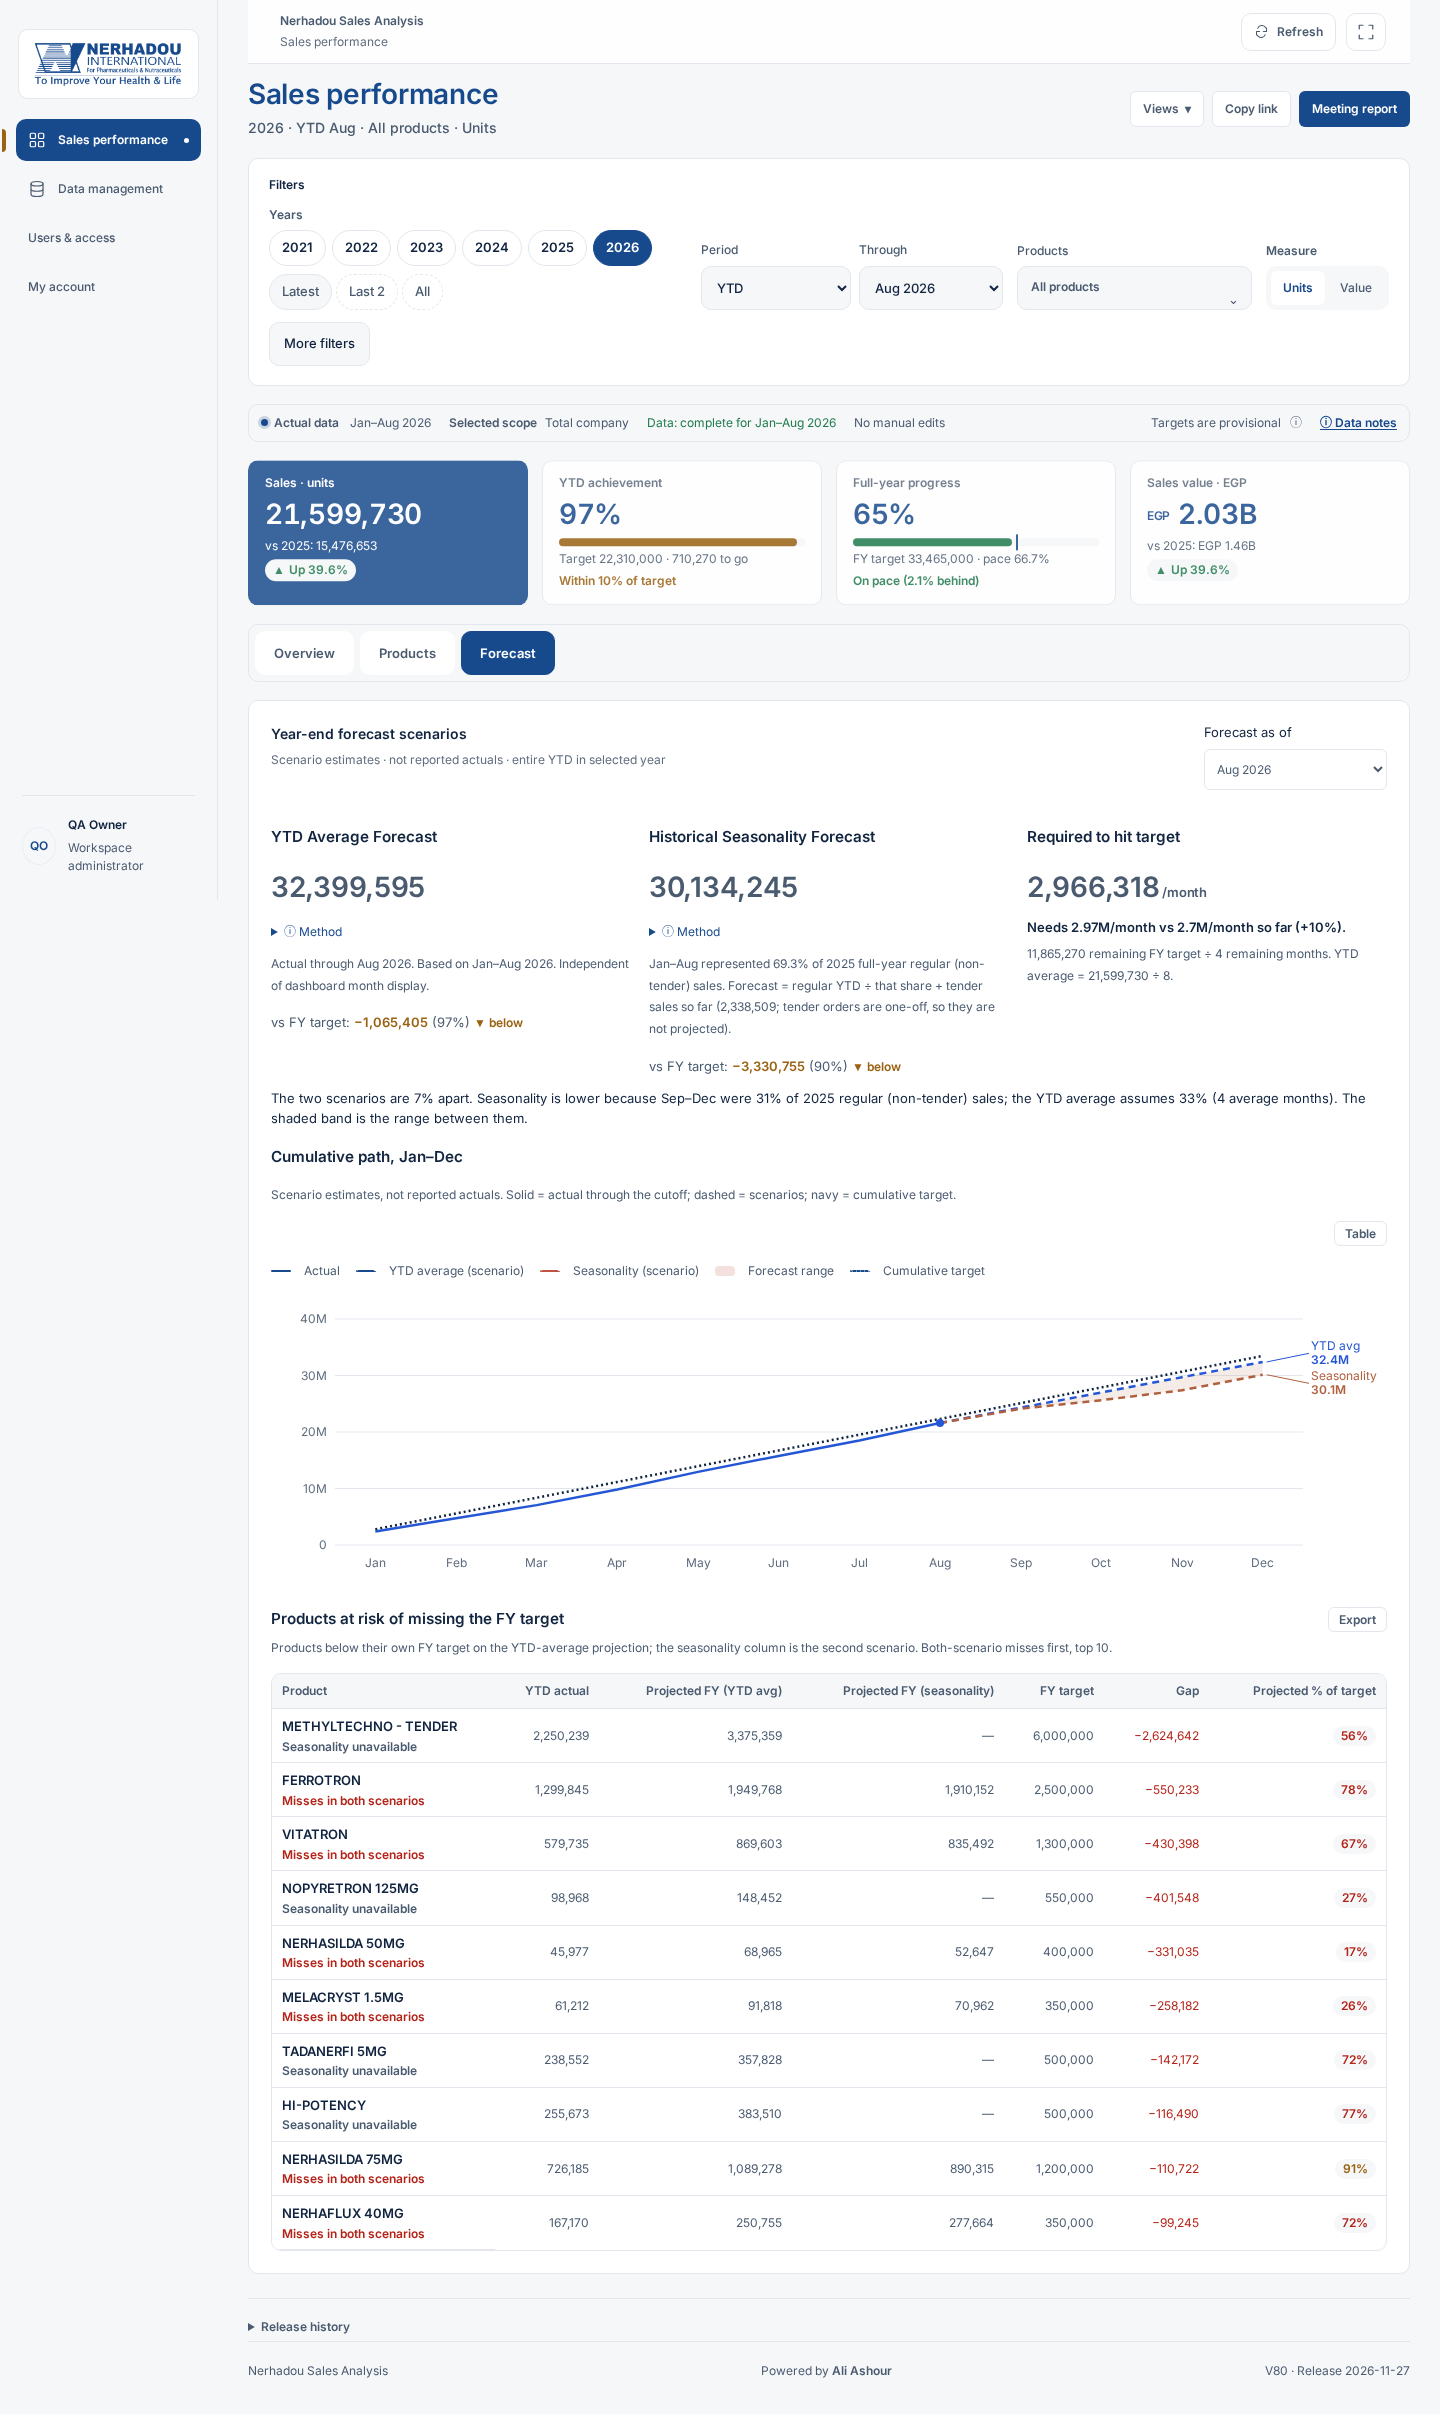 NERHADOU
INTERNATIONAL
For Pharmaceuticals & Nutraceuticals
To Improve Your Health & Life
Sales performance
Data management
Users & access
My account
QO
QA Owner
Workspace
administrator
Nerhadou Sales Analysis
Sales performance
Refresh
Sales performance
2026 · YTD Aug · All products · Units
Views ▾
Copy link
Meeting report
Filters
Years
2021 2022 2023 2024 2025 2026
Latest Last 2 All
Period
YTD
Through
Aug 2026
Products
All products
Measure
Units Value
More filters
Actual data Jan–Aug 2026 Selected scope Total company Data: complete for Jan–Aug 2026 No manual edits Targets are provisional ⓘ ⓘ Data notes
Sales · units
21,599,730
vs 2025: 15,476,653
▲ Up 39.6%
YTD achievement
97%
Target 22,310,000 · 710,270 to go
Within 10% of target
Full-year progress
65%
FY target 33,465,000 · pace 66.7%
On pace (2.1% behind)
Sales value · EGP
EGP 2.03B
vs 2025: EGP 1.46B
▲ Up 39.6%
Overview Products Forecast
Year-end forecast scenarios
Scenario estimates · not reported actuals · entire YTD in selected year
Forecast as of
Aug 2026
YTD Average Forecast
32,399,595
▶ ⓘ Method
Actual through Aug 2026. Based on Jan–Aug 2026. Independent
of dashboard month display.
vs FY target: −1,065,405 (97%) ▼ below
Historical Seasonality Forecast
30,134,245
▶ ⓘ Method
Jan–Aug represented 69.3% of 2025 full-year regular (non-
tender) sales. Forecast = regular YTD ÷ that share + tender
sales so far (2,338,509; tender orders are one-off, so they are
not projected).
vs FY target: −3,330,755 (90%) ▼ below
Required to hit target
2,966,318 /month
Needs 2.97M/month vs 2.7M/month so far (+10%).
11,865,270 remaining FY target ÷ 4 remaining months. YTD
average = 21,599,730 ÷ 8.
The two scenarios are 7% apart. Seasonality is lower because Sep–Dec were 31% of 2025 regular (non-tender) sales; the YTD average assumes 33% (4 average months). The
shaded band is the range between them.
Cumulative path, Jan–Dec
Scenario estimates, not reported actuals. Solid = actual through the cutoff; dashed = scenarios; navy = cumulative target.
Table
Actual YTD average (scenario) Seasonality (scenario) Forecast range Cumulative target
40M
30M
20M
10M
0
YTD avg
32.4M
Seasonality
30.1M
Jan Feb Mar Apr May Jun Jul Aug Sep Oct Nov Dec
Products at risk of missing the FY target
Export
Products below their own FY target on the YTD-average projection; the seasonality column is the second scenario. Both-scenario misses first, top 10.
Product YTD actual Projected FY (YTD avg) Projected FY (seasonality) FY target Gap Projected % of target
METHYLTECHNO - TENDER
Seasonality unavailable
2,250,239 3,375,359 — 6,000,000 −2,624,642 56%
FERROTRON
Misses in both scenarios
1,299,845 1,949,768 1,910,152 2,500,000 −550,233 78%
VITATRON
Misses in both scenarios
579,735 869,603 835,492 1,300,000 −430,398 67%
NOPYRETRON 125MG
Seasonality unavailable
98,968 148,452 — 550,000 −401,548 27%
NERHASILDA 50MG
Misses in both scenarios
45,977 68,965 52,647 400,000 −331,035 17%
MELACRYST 1.5MG
Misses in both scenarios
61,212 91,818 70,962 350,000 −258,182 26%
TADANERFI 5MG
Seasonality unavailable
238,552 357,828 — 500,000 −142,172 72%
HI-POTENCY
Seasonality unavailable
255,673 383,510 — 500,000 −116,490 77%
NERHASILDA 75MG
Misses in both scenarios
726,185 1,089,278 890,315 1,200,000 −110,722 91%
NERHAFLUX 40MG
Misses in both scenarios
167,170 250,755 277,664 350,000 −99,245 72%
▶ Release history
Nerhadou Sales Analysis
Powered by Ali Ashour
V80 · Release 2026-11-27